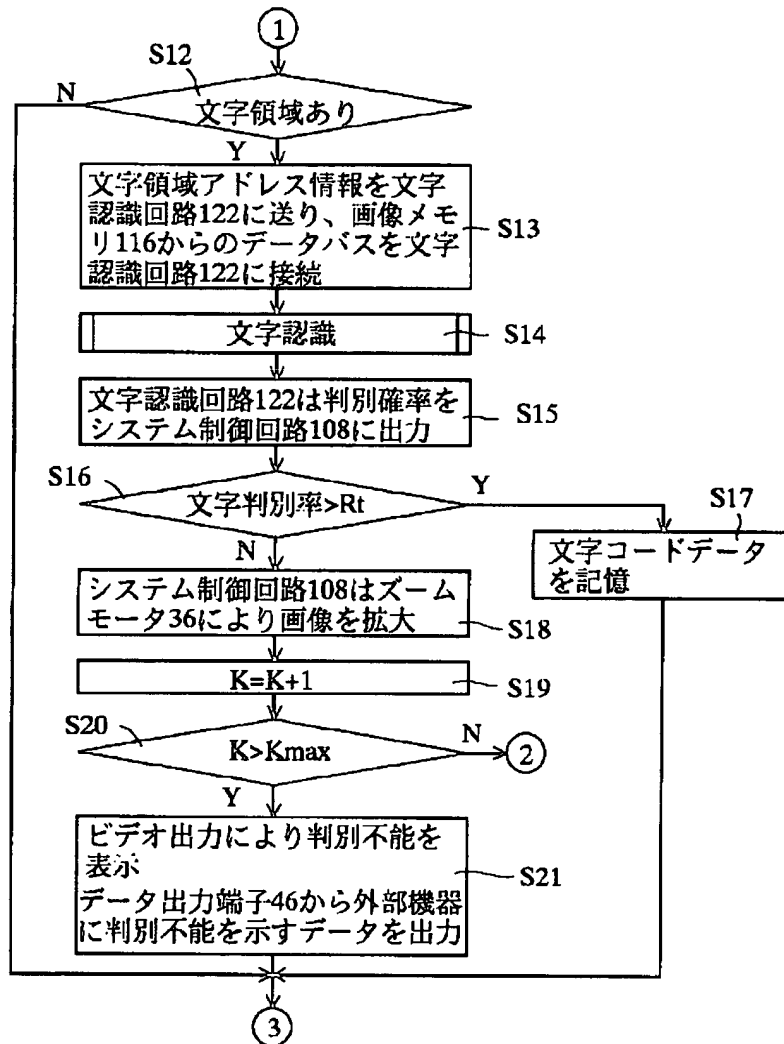 1
S12
N
文字領域あり
Y
文字領域アドレス情報を文字
認識回路122に送り、画像メモ
リ116からのデータバスを文字
認識回路122に接続
S13
文字認識
S14
文字認識回路122は判別確率を
システム制御回路108に出力
S15
S16
文字判別率>Rt
Y
S17
文字コードデータ
を記憶
N
システム制御回路108はズーム
モータ36により画像を拡大
S18
K=K+1
S19
S20
K>Kmax
N
2
Y
ビデオ出力により判別不能を
表示
データ出力端子46から外部機器
に判別不能を示すデータを出力
S21
3